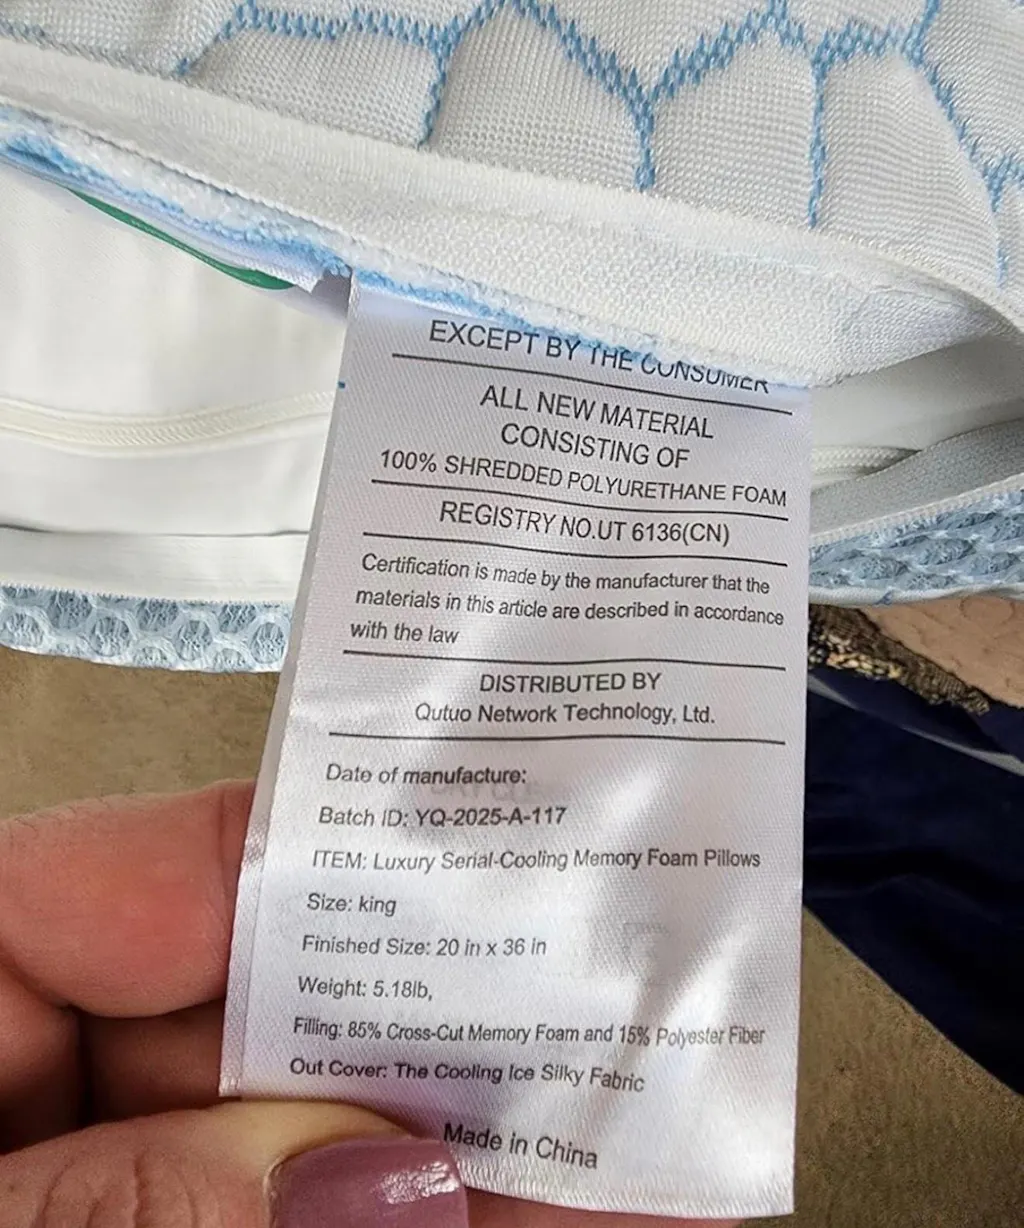 EXCEPT BY THE CONSUMER
ALL NEW MATERIAL
CONSISTING OF
100% SHREDDED POLYURETHANE FOAM
REGISTRY NO.UT 6136(CN)
Certification is made by the manufacturer that the
materials in this article are described in accordance
with the law
DISTRIBUTED BY
Qutuo Network Technology, Ltd.
Date of manufacture:
Batch ID: YQ-2025-A-117
ITEM: Luxury Serial-Cooling Memory Foam Pillows
Size: king
Finished Size: 20 in x 36 in
Weight: 5.18lb,
Filling: 85% Cross-Cut Memory Foam and 15% Polyester Fiber
Out Cover: The Cooling Ice Silky Fabric
Made in China